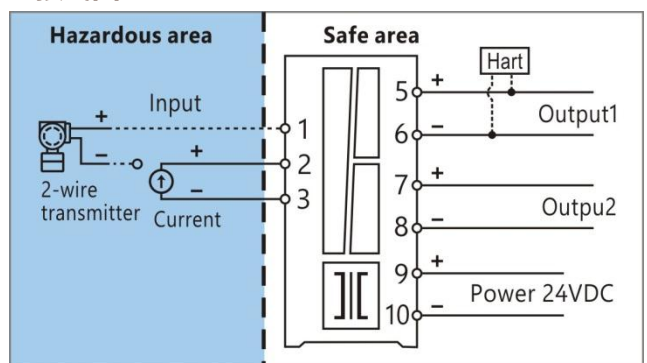 Hazardous area
Safe area
Hart
5 +
Output1
6 −
+ Input
1
− + 2
− 3
2-wire
transmitter
Current
7 +
Outpu2
8 −
9 +
Power 24VDC
10 −